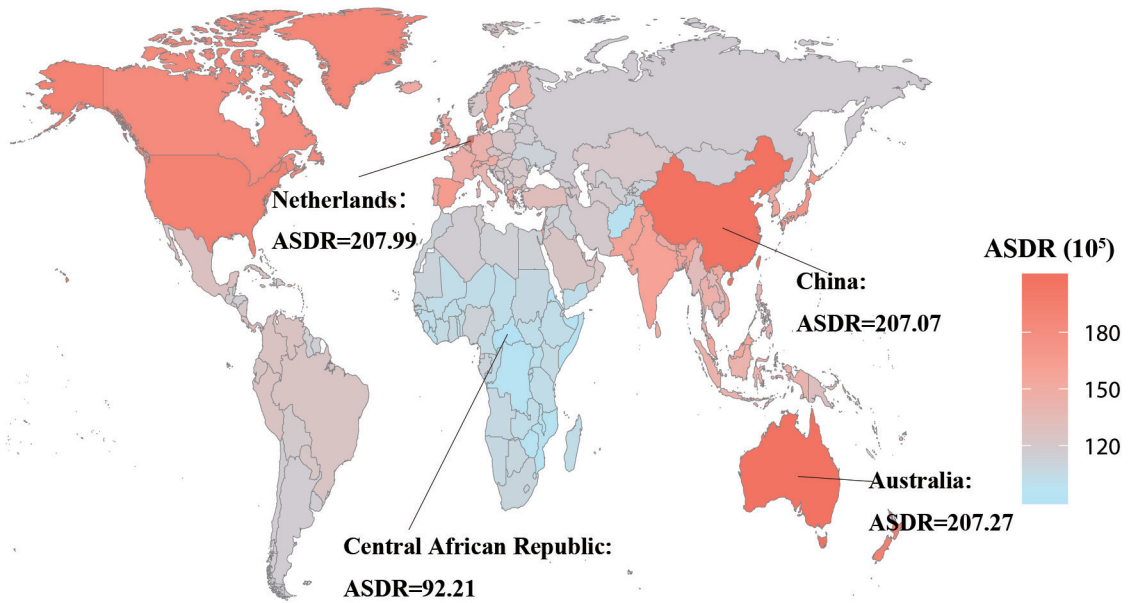 Netherlands：
ASDR=207.99
China:
ASDR=207.07
Australia:
ASDR=207.27
Central African Republic:
ASDR=92.21
ASDR (10⁵)
180
150
120